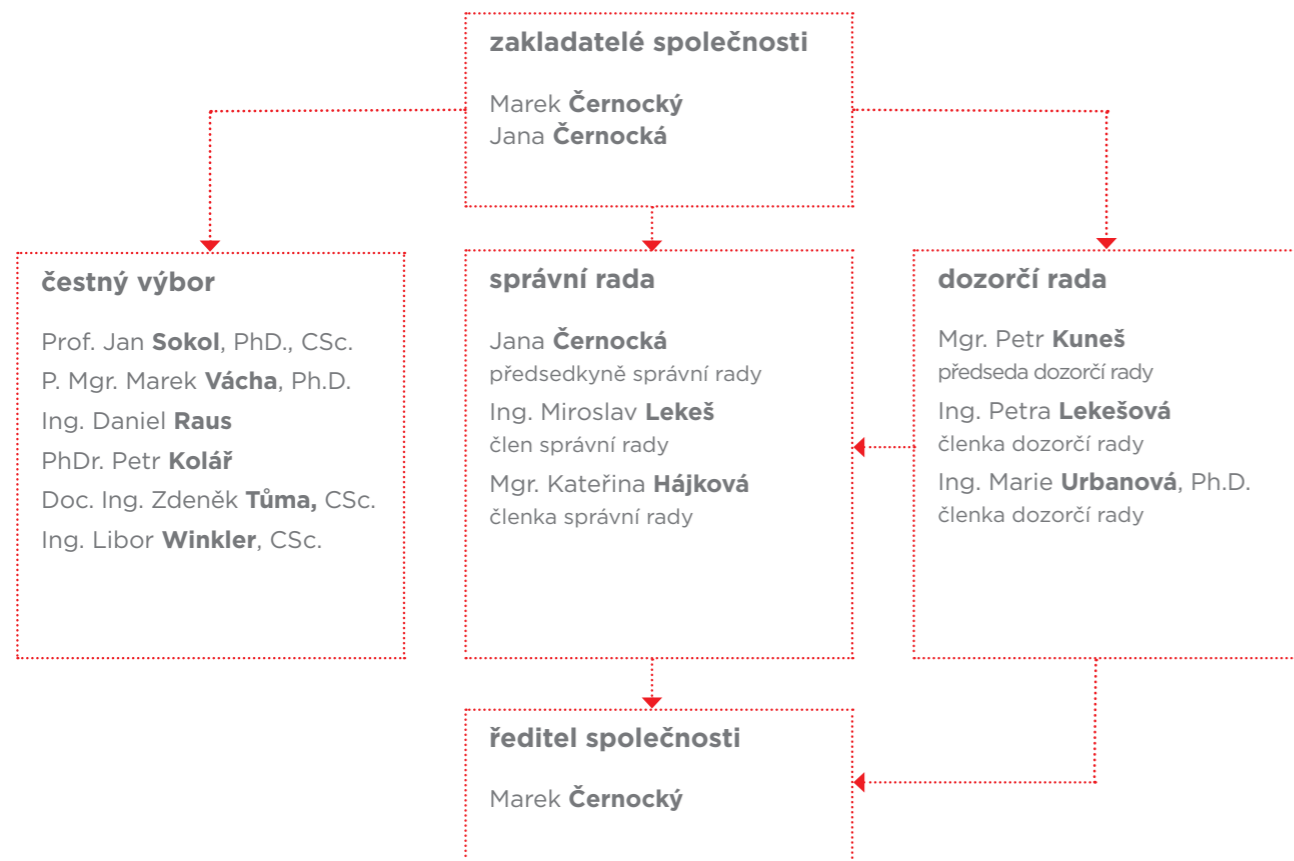 zakladatelé společnosti
Marek Černocký
Jana Černocká
čestný výbor
Prof. Jan Sokol, PhD., CSc.
P. Mgr. Marek Vácha, Ph.D.
Ing. Daniel Raus
PhDr. Petr Kolář
Doc. Ing. Zdeněk Tůma, CSc.
Ing. Libor Winkler, CSc.
správní rada
Jana Černocká
předsedkyně správní rady
Ing. Miroslav Lekeš
člen správní rady
Mgr. Kateřina Hájková
členka správní rady
dozorčí rada
Mgr. Petr Kuneš
předseda dozorčí rady
Ing. Petra Lekešová
členka dozorčí rady
Ing. Marie Urbanová, Ph.D.
členka dozorčí rady
ředitel společnosti
Marek Černocký